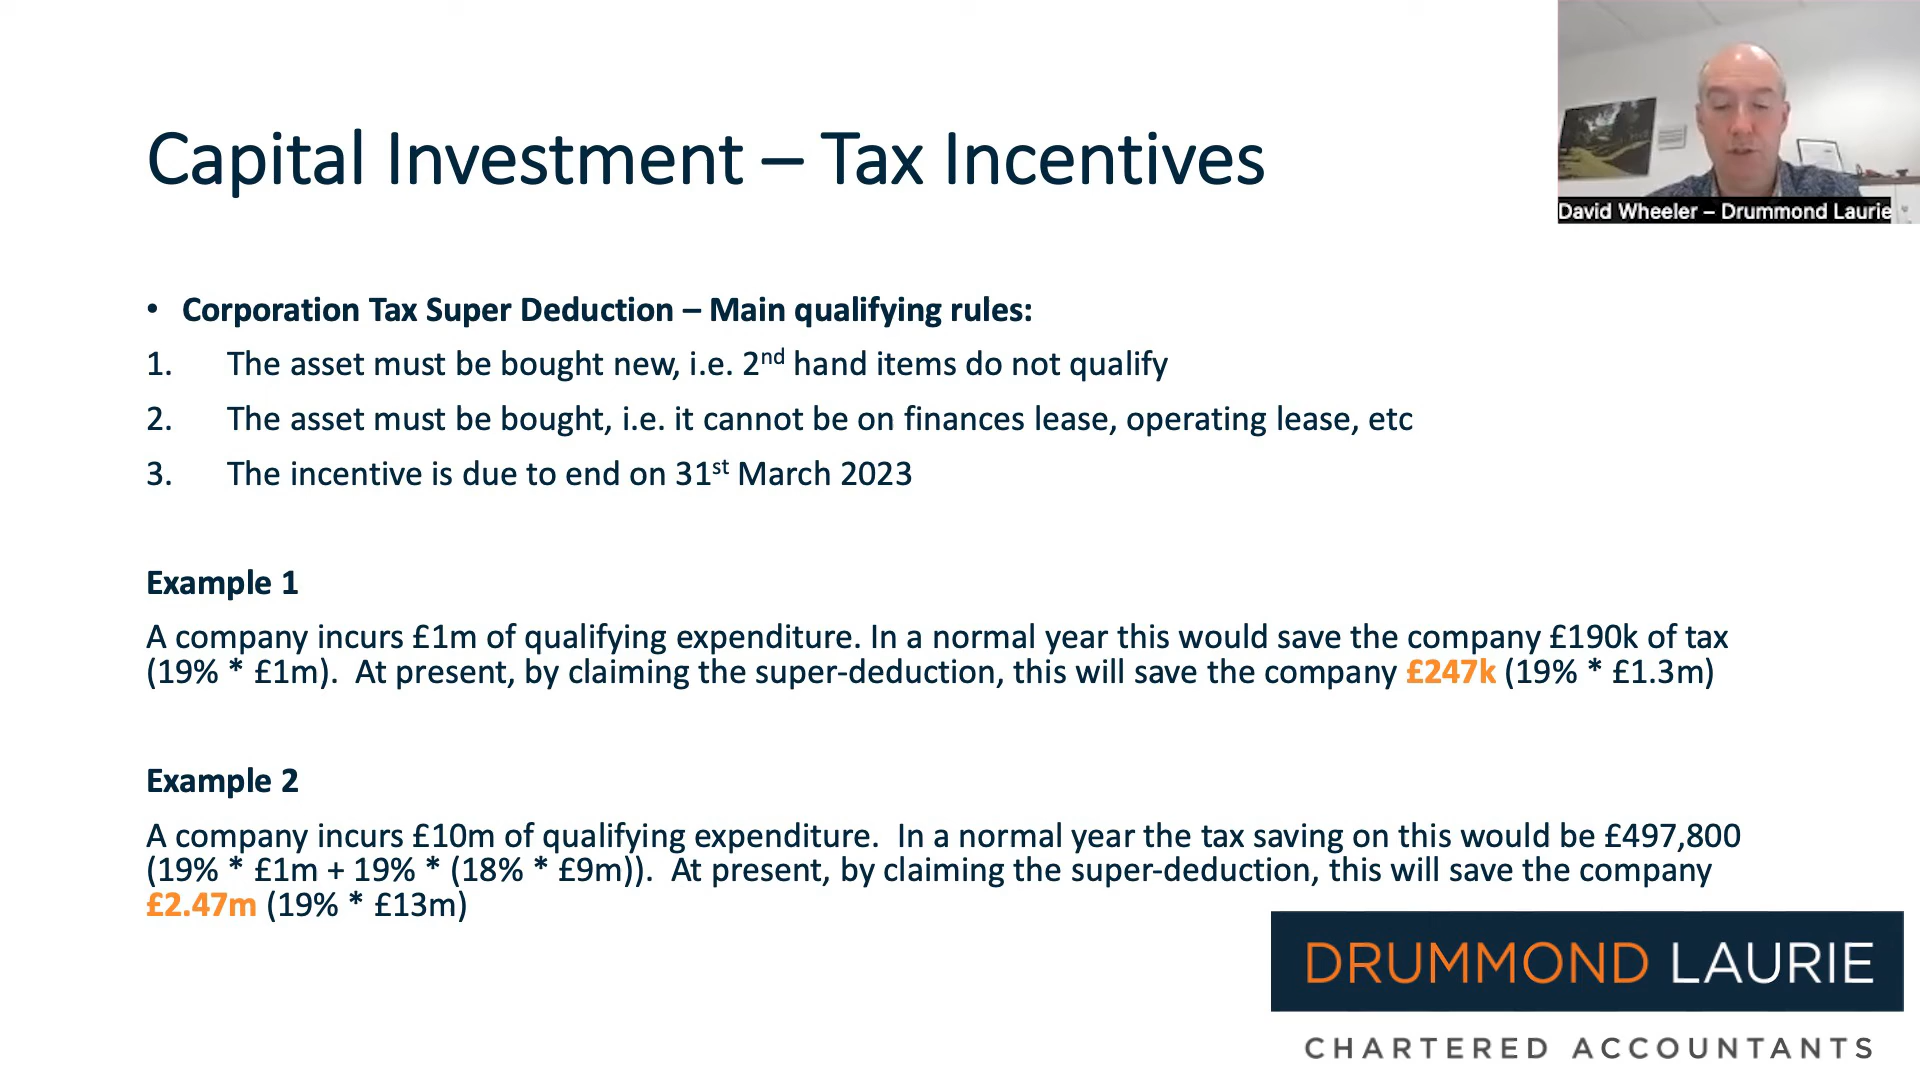 Capital Investment – Tax Incentives
David Wheeler – Drummond Laurie
• Corporation Tax Super Deduction – Main qualifying rules:
1. The asset must be bought new, i.e. 2nd hand items do not qualify
2. The asset must be bought, i.e. it cannot be on finances lease, operating lease, etc
3. The incentive is due to end on 31st March 2023
Example 1
A company incurs £1m of qualifying expenditure. In a normal year this would save the company £190k of tax
(19% * £1m). At present, by claiming the super-deduction, this will save the company £247k (19% * £1.3m)
Example 2
A company incurs £10m of qualifying expenditure. In a normal year the tax saving on this would be £497,800
(19% * £1m + 19% * (18% * £9m)). At present, by claiming the super-deduction, this will save the company
£2.47m (19% * £13m)
DRUMMOND LAURIE
CHARTERED ACCOUNTANTS